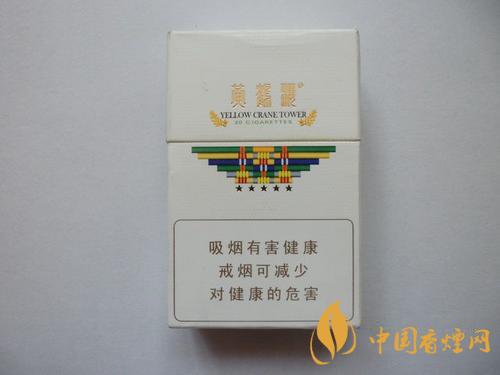 黄鹤楼
YELLOW CRANE TOWER
20 CIGARETTES
吸烟有害健康
戒烟可减少
对健康的危害
中国香烟网